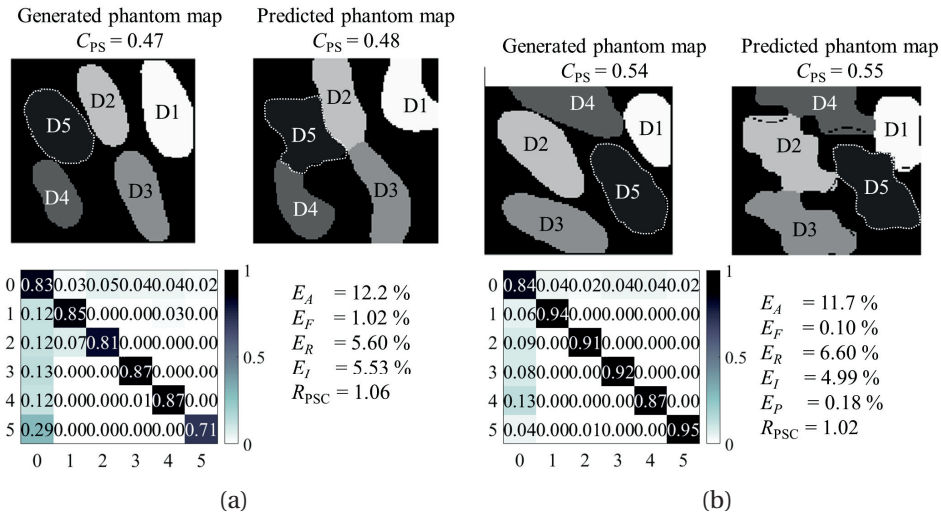 Generated phantom map
C_PS = 0.47
Predicted phantom map
C_PS = 0.48
D2
D1
D5
D4
D3
D2
D1
D5
D4
D3
0 0.83 0.03 0.05 0.04 0.04 0.02
1 0.12 0.85 0.00 0.00 0.03 0.00
2 0.12 0.07 0.81 0.00 0.00 0.00
3 0.13 0.00 0.00 0.87 0.00 0.00
4 0.12 0.00 0.00 0.01 0.87 0.00
5 0.29 0.00 0.00 0.00 0.00 0.71
0 1 2 3 4 5
1
0.5
0
E_A = 12.2 %
E_F = 1.02 %
E_R = 5.60 %
E_I = 5.53 %
R_PSC = 1.06
(a)
Generated phantom map
C_PS = 0.54
Predicted phantom map
C_PS = 0.55
D4
D1
D2
D5
D3
D4
D1
D2
D5
D3
0 0.84 0.04 0.02 0.04 0.04 0.02
1 0.06 0.94 0.00 0.00 0.00 0.00
2 0.09 0.00 0.91 0.00 0.00 0.00
3 0.08 0.00 0.00 0.92 0.00 0.00
4 0.13 0.00 0.00 0.00 0.87 0.00
5 0.04 0.00 0.01 0.00 0.00 0.95
0 1 2 3 4 5
1
0.5
0
E_A = 11.7 %
E_F = 0.10 %
E_R = 6.60 %
E_I = 4.99 %
E_P = 0.18 %
R_PSC = 1.02
(b)